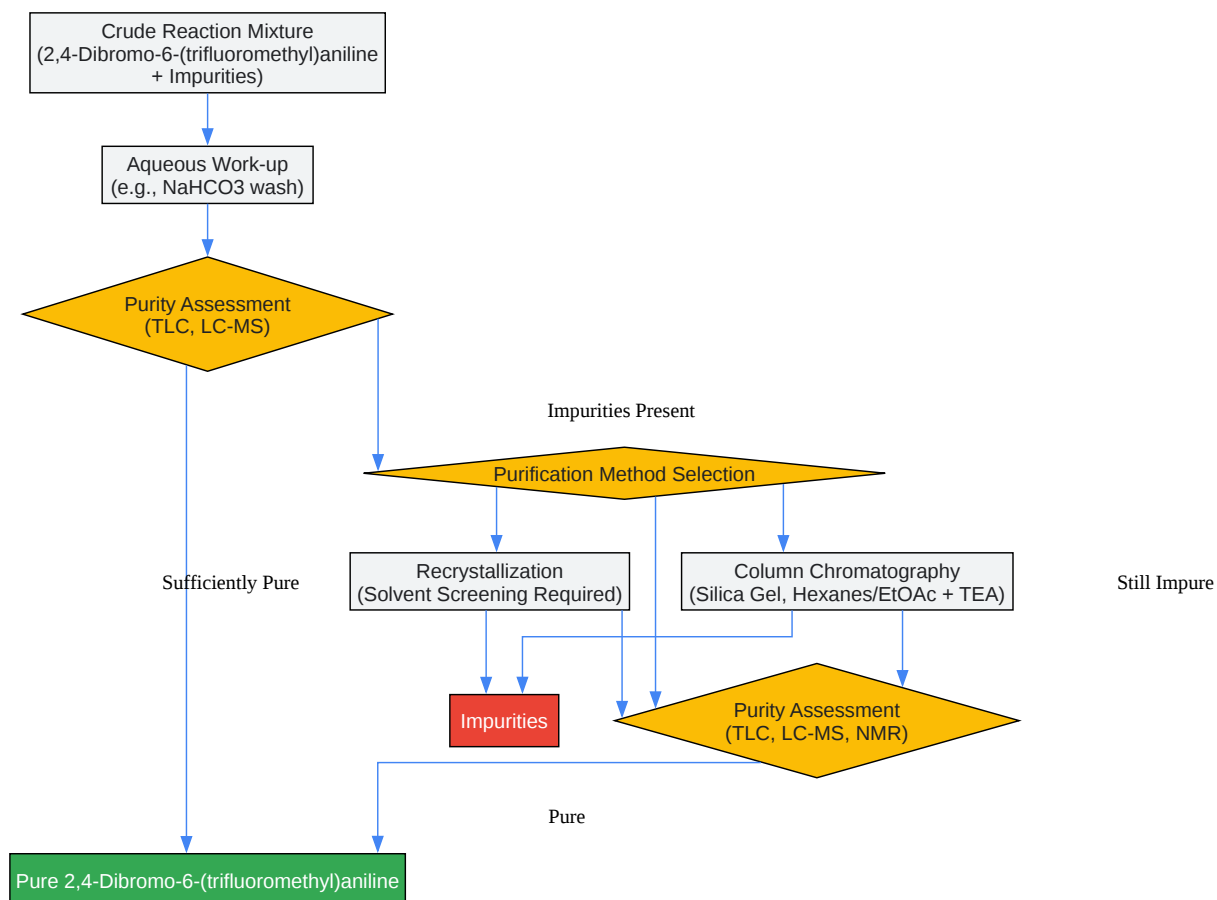 Crude Reaction Mixture
(2,4-Dibromo-6-(trifluoromethyl)aniline
+ Impurities)
Aqueous Work-up
(e.g., NaHCO3 wash)
Purity Assessment
(TLC, LC-MS)
Impurities Present
Purification Method Selection
Sufficiently Pure
Recrystallization
(Solvent Screening Required)
Column Chromatography
(Silica Gel, Hexanes/EtOAc + TEA)
Still Impure
Impurities
Purity Assessment
(TLC, LC-MS, NMR)
Pure
Pure 2,4-Dibromo-6-(trifluoromethyl)aniline